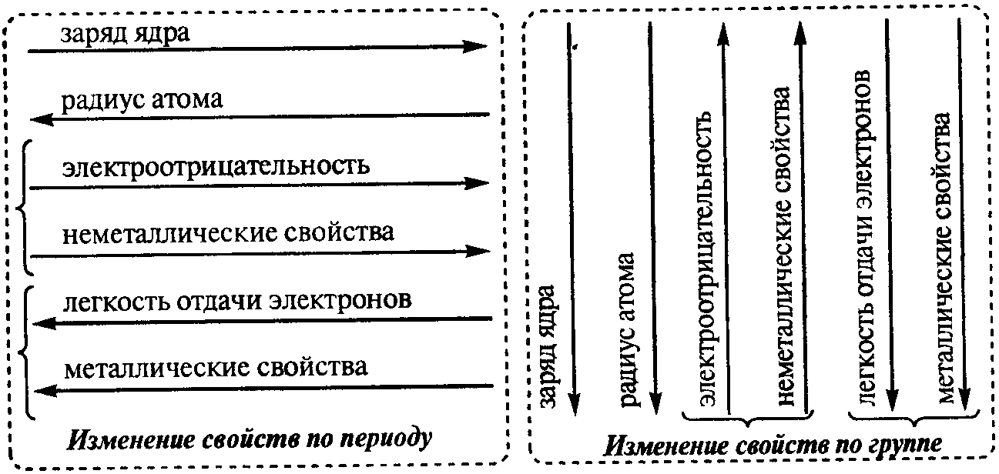 заряд ядра
радиус атома
электроотрицательность
неметаллические свойства
легкость отдачи электронов
металлические свойства
Изменение свойств по периоду
заряд ядра
радиус атома
электроотрицательность
неметаллические свойства
легкость отдачи электронов
металлические свойства
Изменение свойств по группе